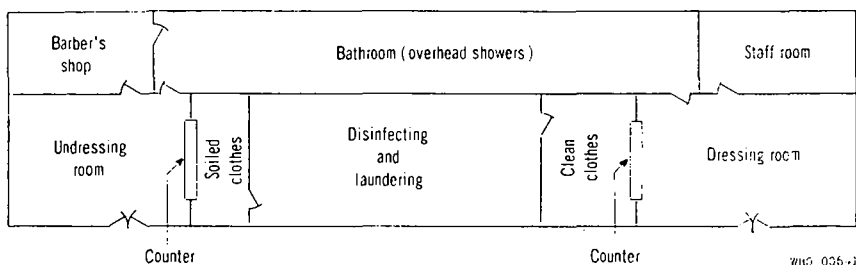 Barber's
shop
Bathroom (overhead showers)
Staff room
Undressing
room
Soiled
clothes
Disinfecting
and
laundering
Clean
clothes
Dressing room
Counter
Counter
WHO